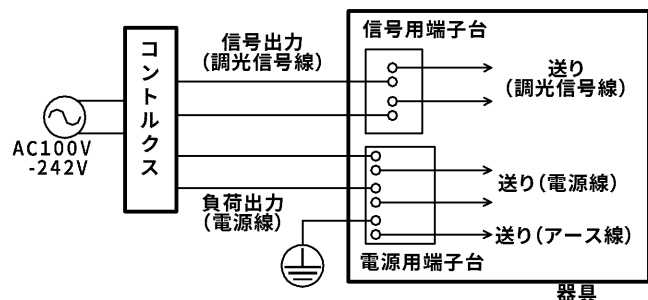 AC100V
-242V
コントルクス
信号出力
(調光信号線)
負荷出力
(電源線)
信号用端子台
送り
(調光信号線)
送り(電源線)
送り(アース線)
電源用端子台
器具